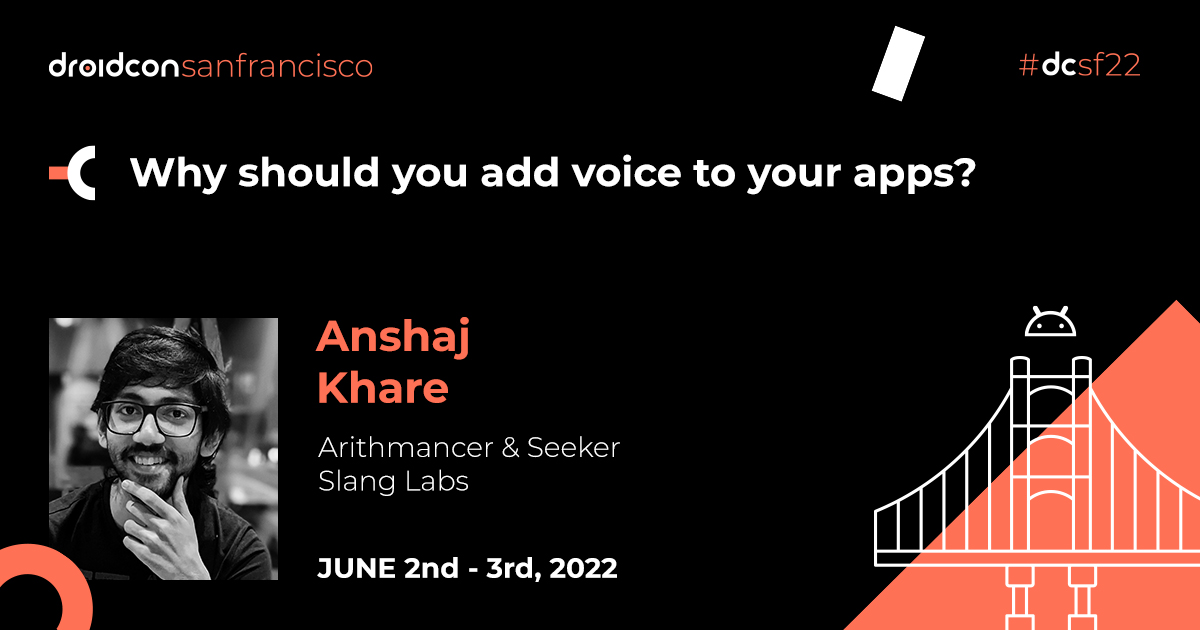 droidconsanfrancisco
#dcsf22
Why should you add voice to your apps?
Anshaj
Khare
Arithmancer & Seeker
Slang Labs
JUNE 2nd - 3rd, 2022